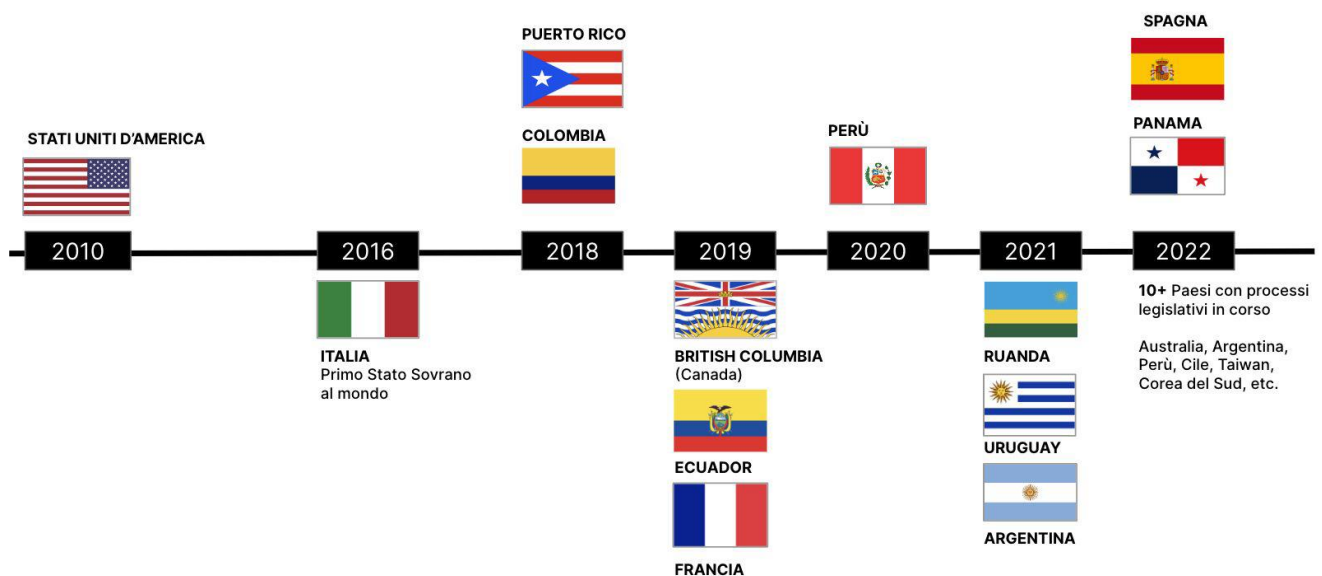 STATI UNITI D'AMERICA
2010
2016
ITALIA
Primo Stato Sovrano
al mondo
PUERTO RICO
COLOMBIA
2018
2019
BRITISH COLUMBIA
(Canada)
ECUADOR
FRANCIA
PERÙ
2020
2021
RUANDA
URUGUAY
ARGENTINA
SPAGNA
PANAMA
2022
10+ Paesi con processi
legislativi in corso
Australia, Argentina,
Perù, Cile, Taiwan,
Corea del Sud, etc.